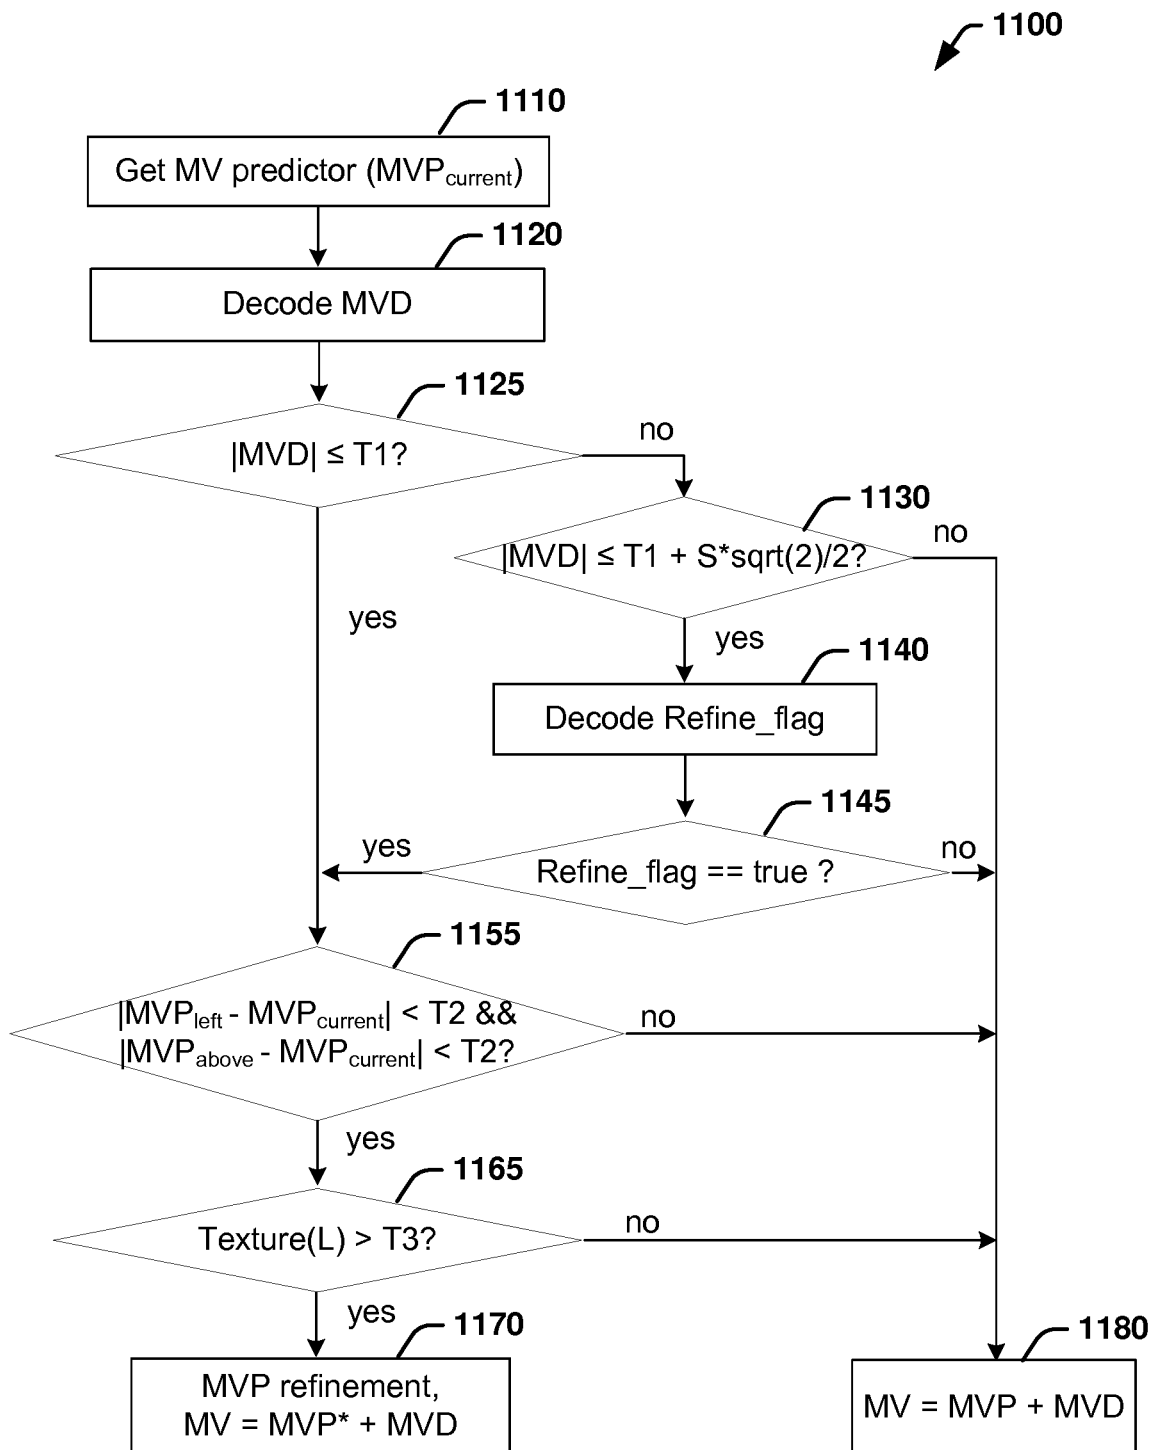 1100
1110
Get MV predictor (MVPcurrent)
1120
Decode MVD
1125
|MVD| ≤ T1?
no
1130
|MVD| ≤ T1 + S*sqrt(2)/2?
no
yes
yes
1140
Decode Refine_flag
1145
Refine_flag == true ?
yes
no
1155
|MVPleft - MVPcurrent| < T2 &&
|MVPabove - MVPcurrent| < T2?
no
yes
1165
Texture(L) > T3?
no
yes
1170
MVP refinement,
MV = MVP* + MVD
1180
MV = MVP + MVD